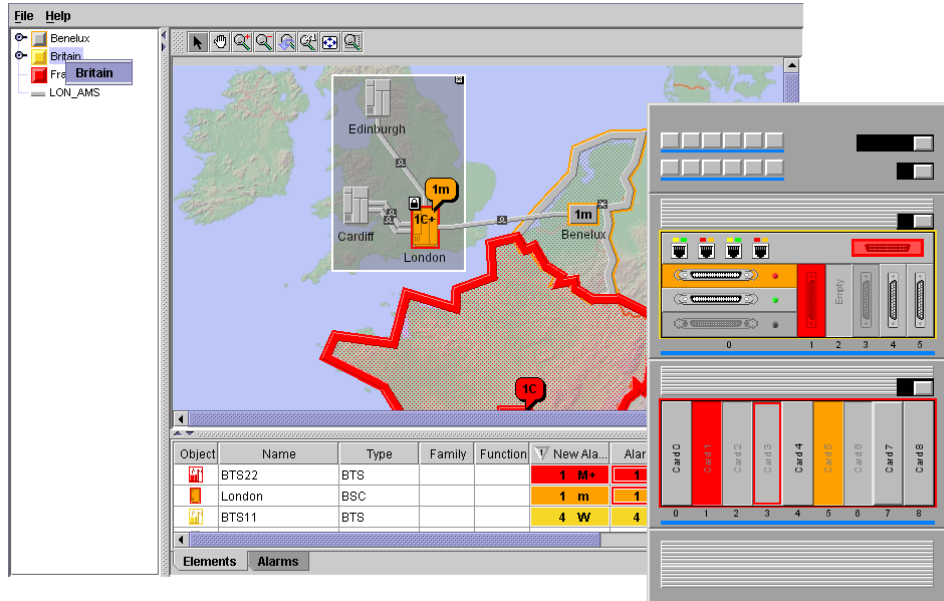 File Help
Benelux
Britain
Fra
Britain
LON_AMS
Edinburgh
1m
1C+
Cardiff
London
1m
Benelux
1C
Object Name Type Family Function New Ala... Alar
BTS22 BTS 1 M+ 1
London BSC 1 m 1
BTS11 BTS 4 W 4
Elements Alarms
Empty
0 1 2 3 4 5
Card 0 Card 1 Card 2 Card 3 Card 4 Card 5 Card 6 Card 7 Card 8
0 1 2 3 4 5 6 7 8